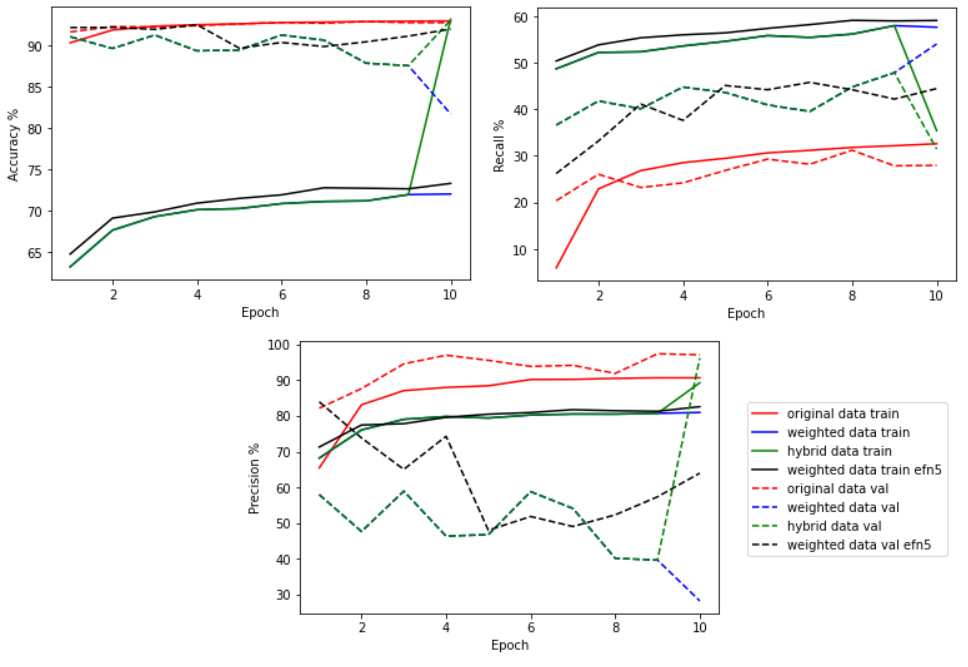 Accuracy %
90
85
80
75
70
65
2 4 6 8 10
Epoch
Recall %
60
50
40
30
20
10
2 4 6 8 10
Epoch
Precision %
100
90
80
70
60
50
40
30
2 4 6 8 10
Epoch
original data train
weighted data train
hybrid data train
weighted data train efn5
original data val
weighted data val
hybrid data val
weighted data val efn5